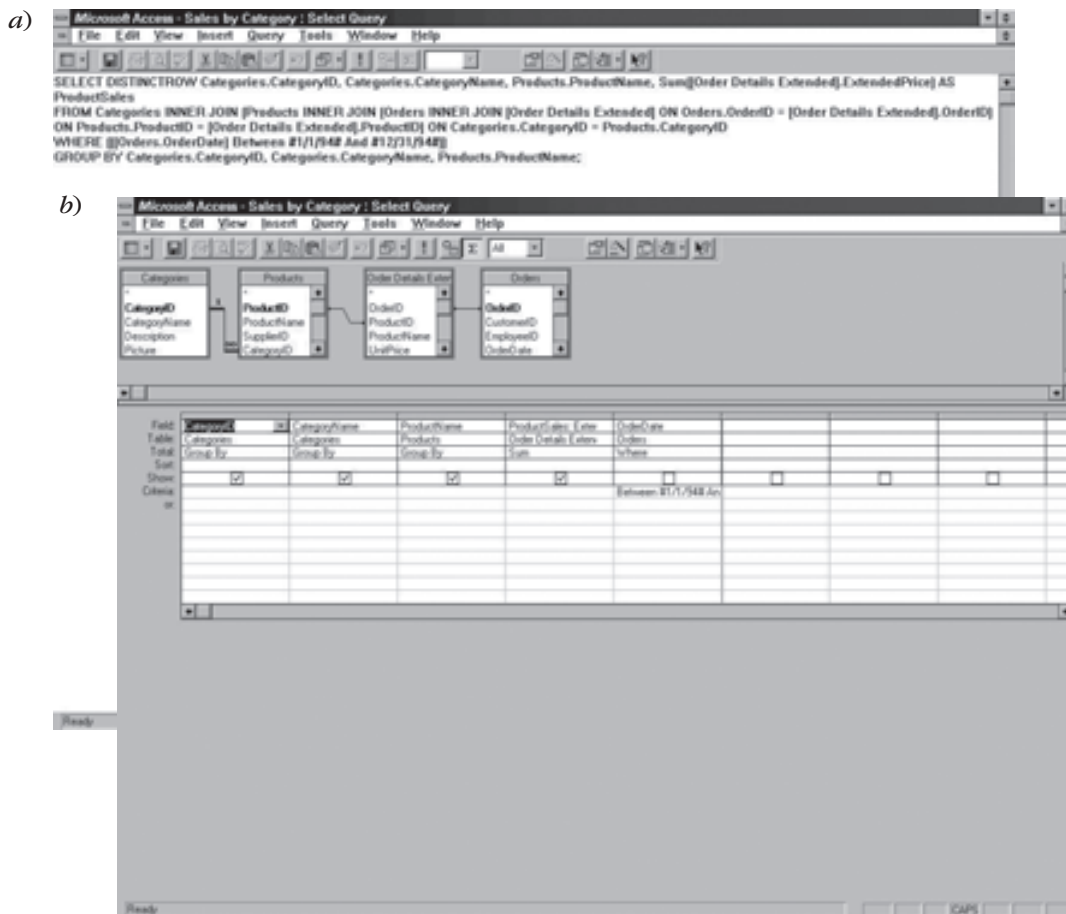 a)
Microsoft Access - Sales by Category : Select Query
File Edit View Insert Query Tools Window Help
SELECT DISTINCTROW Categories.CategoryID, Categories.CategoryName, Products.ProductName, Sum([Order Details Extended].ExtendedPrice) AS
ProductSales
FROM Categories INNER JOIN (Products INNER JOIN (Orders INNER JOIN [Order Details Extended] ON Orders.OrderID = [Order Details Extended].OrderID)
ON Products.ProductID = [Order Details Extended].ProductID) ON Categories.CategoryID = Products.CategoryID
WHERE (((Orders.OrderDate) Between #1/1/94# And #12/31/94#))
GROUP BY Categories.CategoryID, Categories.CategoryName, Products.ProductName;
b)
Microsoft Access - Sales by Category : Select Query
File Edit View Insert Query Tools Window Help
All
Categories Products Order Details Exten Orders
* * * *
CategoryID ProductID OrderID OrderID
CategoryName ProductName ProductID CustomerID
Description SupplierID ProductName EmployeeID
Picture CategoryID UnitPrice OrderDate
1
Field: CategoryID CategoryName ProductName ProductSales: Exter OrderDate
Table: Categories Categories Products Order Details Exten Orders
Total: Group By Group By Group By Sum Where
Sort:
Show:
Criteria: Between #1/1/94# An
or:
Ready
Ready CAPS